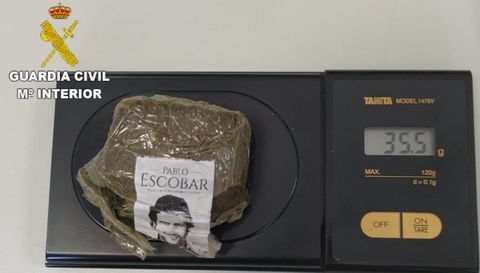 GUARDIA CIVIL
Mº INTERIOR
PABLO
ESCOBAR
TANITA MODEL 1479V
35.5 g
MAX. 120g
d = 0.1g
OFF
ON
TARE